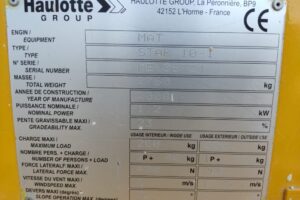 Haulotte
GROUP
HAULOTTE GROUP, La Péronnière, BP9
42152 L'Horme - France
ENGIN /
EQUIPMENT
MAT
TYPE /
TYPE
STAR 10-1
N° SERIE /
SERIAL NUMBER
MASSE /
TOTAL WEIGHT
kg
ANNEE DE CONSTRUCTION /
YEAR OF MANUFACTURE
PUISSANCE NOMINALE /
NOMINAL POWER
kW
PENTE GRAVISSABLE MAXI /
GRADEABILITY MAX
%
USAGE INTERIEUR / INSIDE USE
USAGE EXTERIEUR / OUTSIDE USE
CHARGE MAXI /
MAXIMUM LOAD
kg
kg
NOMBRE PERS. + CHARGE /
NUMBER OF PERSONS + LOAD
P + kg
P + kg
FORCE LATERALE MAXI /
LATERAL FORCE MAX
N
N
VITESSE DU VENT MAXI /
WINDSPEED MAX
m/s
DEVERS MAXI (degrés) /
SLOPE OPERATION MAX